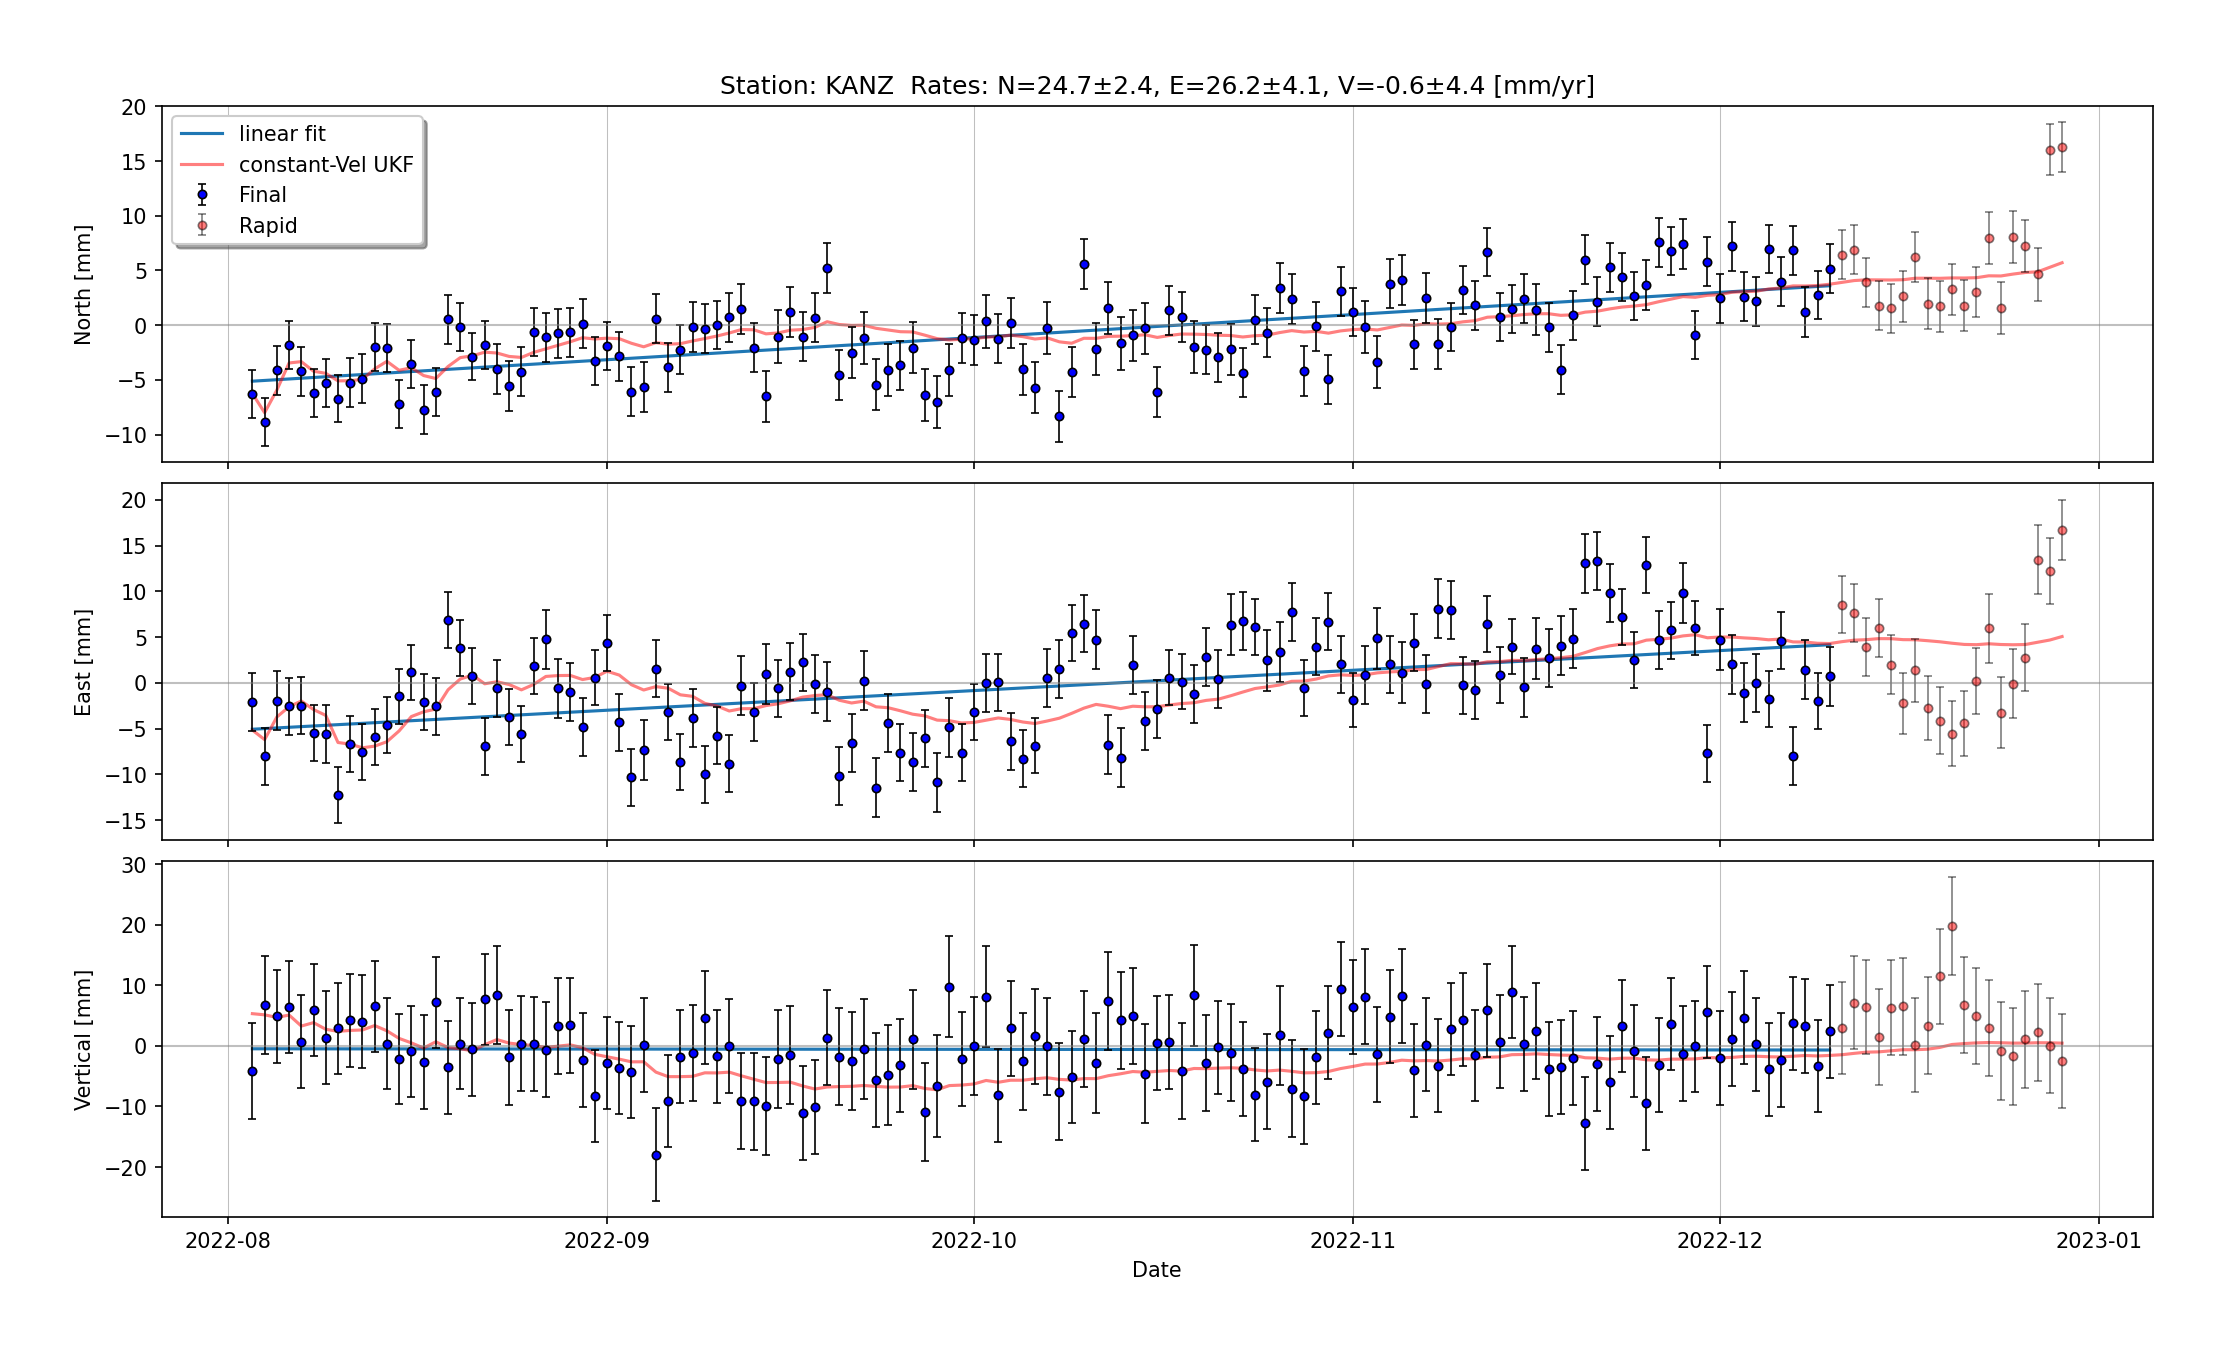 Station: KANZ  Rates: N=24.7±2.4, E=26.2±4.1, V=-0.6±4.4 [mm/yr]
linear fit
constant-Vel UKF
Final
Rapid
North [mm]
20
15
10
5
0
−5
−10
East [mm]
20
15
10
5
0
−5
−10
−15
Vertical [mm]
30
20
10
0
−10
−20
2022-08 2022-09 2022-10 2022-11 2022-12 2023-01
Date